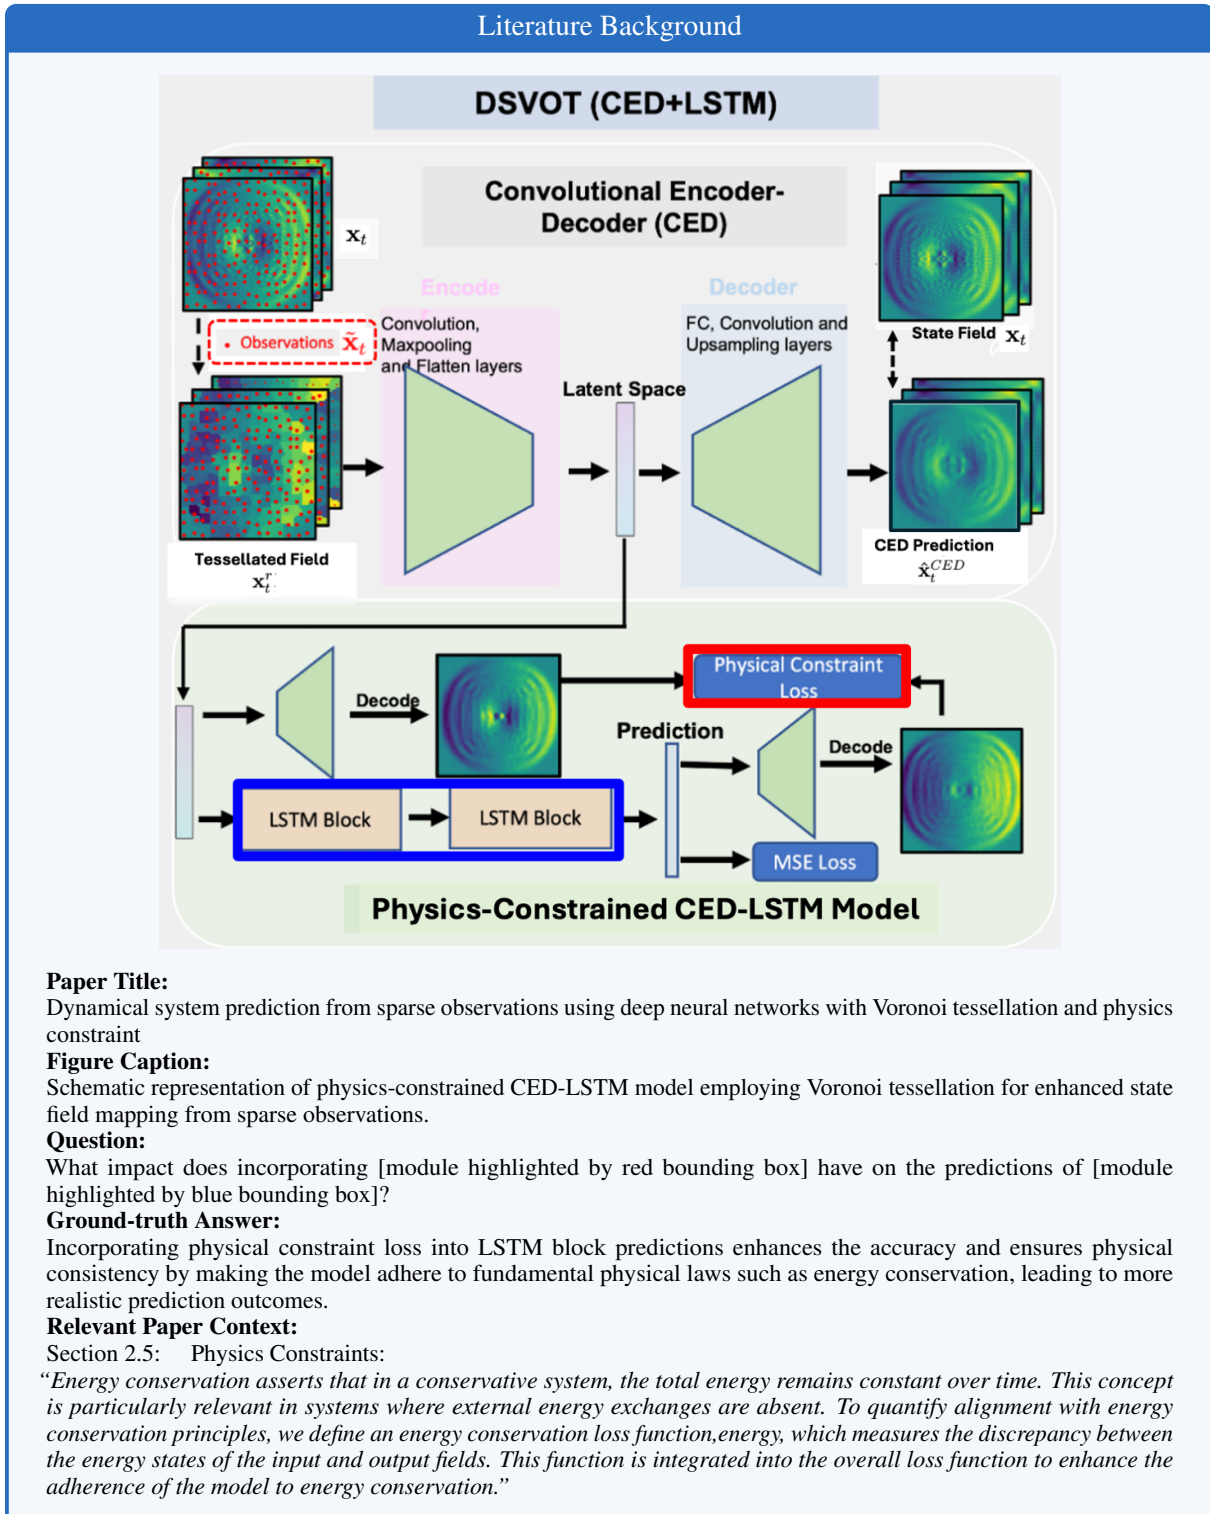 Literature Background
DSVOT (CED+LSTM)
Convolutional Encoder-
Decoder (CED)
x_t
Encode
r
Decoder
• Observations x̃_t
Convolution,
Maxpooling
and Flatten layers
FC, Convolution and
Upsampling layers
State Field x_t
Latent Space
Tessellated Field
x_t^r
CED Prediction
x̂_t^{CED}
Physical Constraint
Loss
Decode
Prediction
Decode
LSTM Block
LSTM Block
MSE Loss
Physics-Constrained CED-LSTM Model
Paper Title:
Dynamical system prediction from sparse observations using deep neural networks with Voronoi tessellation and physics
constraint
Figure Caption:
Schematic representation of physics-constrained CED-LSTM model employing Voronoi tessellation for enhanced state
field mapping from sparse observations.
Question:
What impact does incorporating [module highlighted by red bounding box] have on the predictions of [module
highlighted by blue bounding box]?
Ground-truth Answer:
Incorporating physical constraint loss into LSTM block predictions enhances the accuracy and ensures physical
consistency by making the model adhere to fundamental physical laws such as energy conservation, leading to more
realistic prediction outcomes.
Relevant Paper Context:
Section 2.5: Physics Constraints:
“Energy conservation asserts that in a conservative system, the total energy remains constant over time. This concept
is particularly relevant in systems where external energy exchanges are absent. To quantify alignment with energy
conservation principles, we define an energy conservation loss function,energy, which measures the discrepancy between
the energy states of the input and output fields. This function is integrated into the overall loss function to enhance the
adherence of the model to energy conservation.”